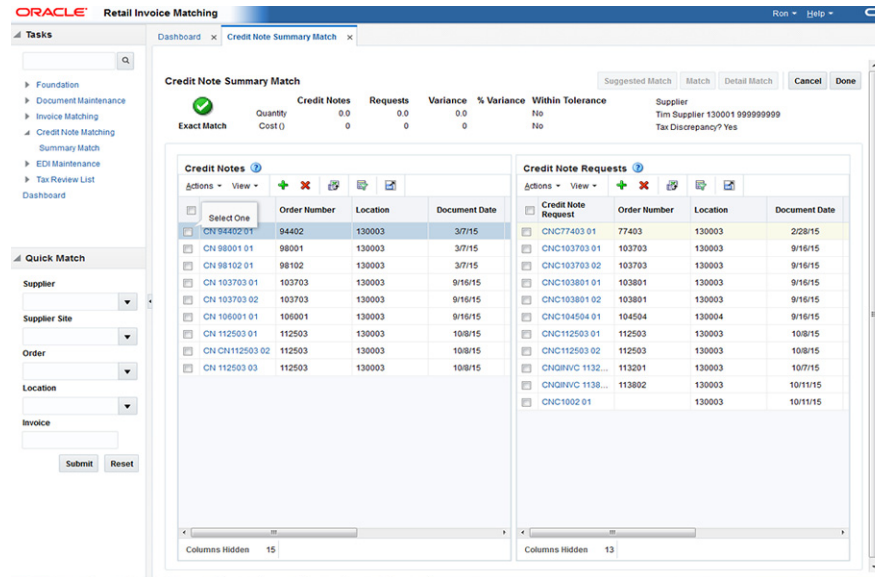 ORACLE Retail Invoice Matching Ron Help
Tasks
Dashboard × Credit Note Summary Match ×
Foundation
Document Maintenance
Invoice Matching
Credit Note Matching
Summary Match
EDI Maintenance
Tax Review List
Dashboard
Quick Match
Supplier
Supplier Site
Order
Location
Invoice
Submit Reset
Credit Note Summary Match Suggested Match Match Detail Match Cancel Done
Credit Notes Requests Variance % Variance Within Tolerance Supplier
Quantity 0.0 0.0 0.0 No Tim Supplier 130001 999999999
Exact Match Cost () 0 0 0 No Tax Discrepancy? Yes
Credit Notes
Actions View
Select One Order Number Location Document Date
CN 94402 01 94402 130003 3/7/15
CN 98001 01 98001 130003 3/7/15
CN 98102 01 98102 130003 3/7/15
CN 103703 01 103703 130003 9/16/15
CN 103703 02 103703 130003 9/16/15
CN 106001 01 106001 130003 9/16/15
CN 112503 01 112503 130003 10/8/15
CN CN112503 02 112503 130003 10/8/15
CN 112503 03 112503 130003 10/8/15
Columns Hidden 15
Credit Note Requests
Actions View
Credit Note Request Order Number Location Document Date
CNC77403 01 77403 130003 2/28/15
CNC103703 01 103703 130003 9/16/15
CNC103703 02 103703 130003 9/16/15
CNC103801 01 103801 130003 9/16/15
CNC103801 02 103801 130003 9/16/15
CNC104504 01 104504 130004 9/16/15
CNC112503 01 112503 130003 10/8/15
CNC112503 02 112503 130003 10/8/15
CNQINVC 1132... 113201 130003 10/7/15
CNQINVC 1138... 113802 130003 10/11/15
CNC1002 01 130003 10/11/15
Columns Hidden 13